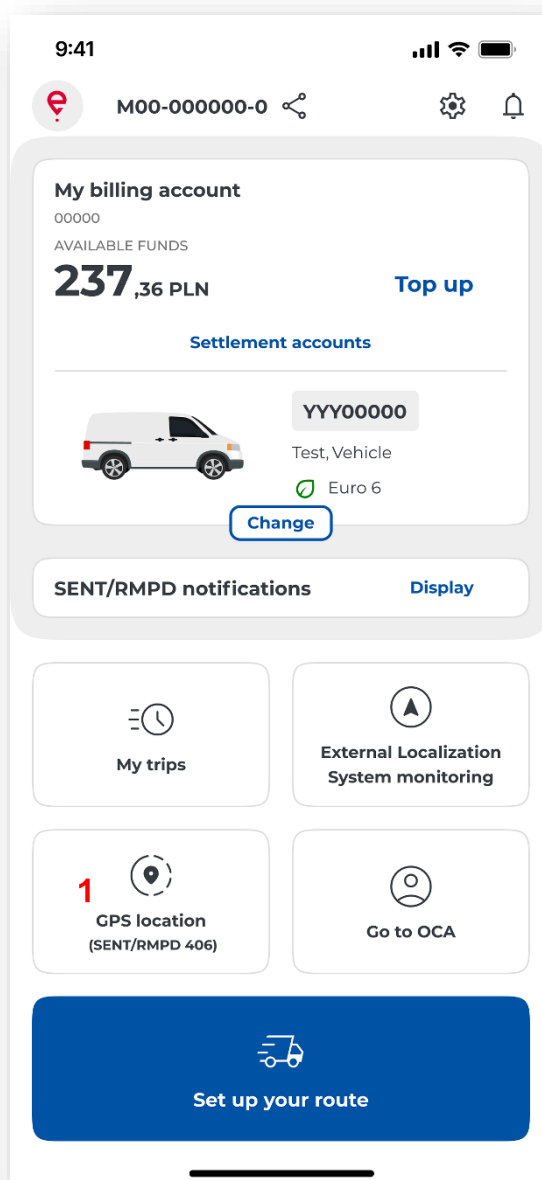 9:41
M00-000000-0
My billing account
00000
AVAILABLE FUNDS
237,36 PLN
Top up
Settlement accounts
YYY00000
Test, Vehicle
Euro 6
Change
SENT/RMPD notifications
Display
My trips
External Localization
System monitoring
1
GPS location
(SENT/RMPD 406)
Go to OCA
Set up your route